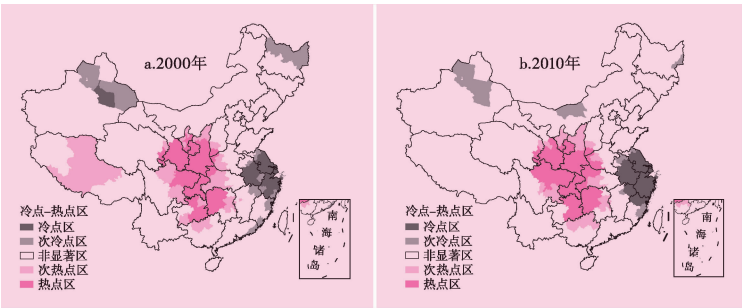 a.2000年
冷点–热点区
冷点区
次冷点区
非显著区
次热点区
热点区
南
海
诸
岛
b.2010年
冷点–热点区
冷点区
次冷点区
非显著区
次热点区
热点区
南
海
诸
岛